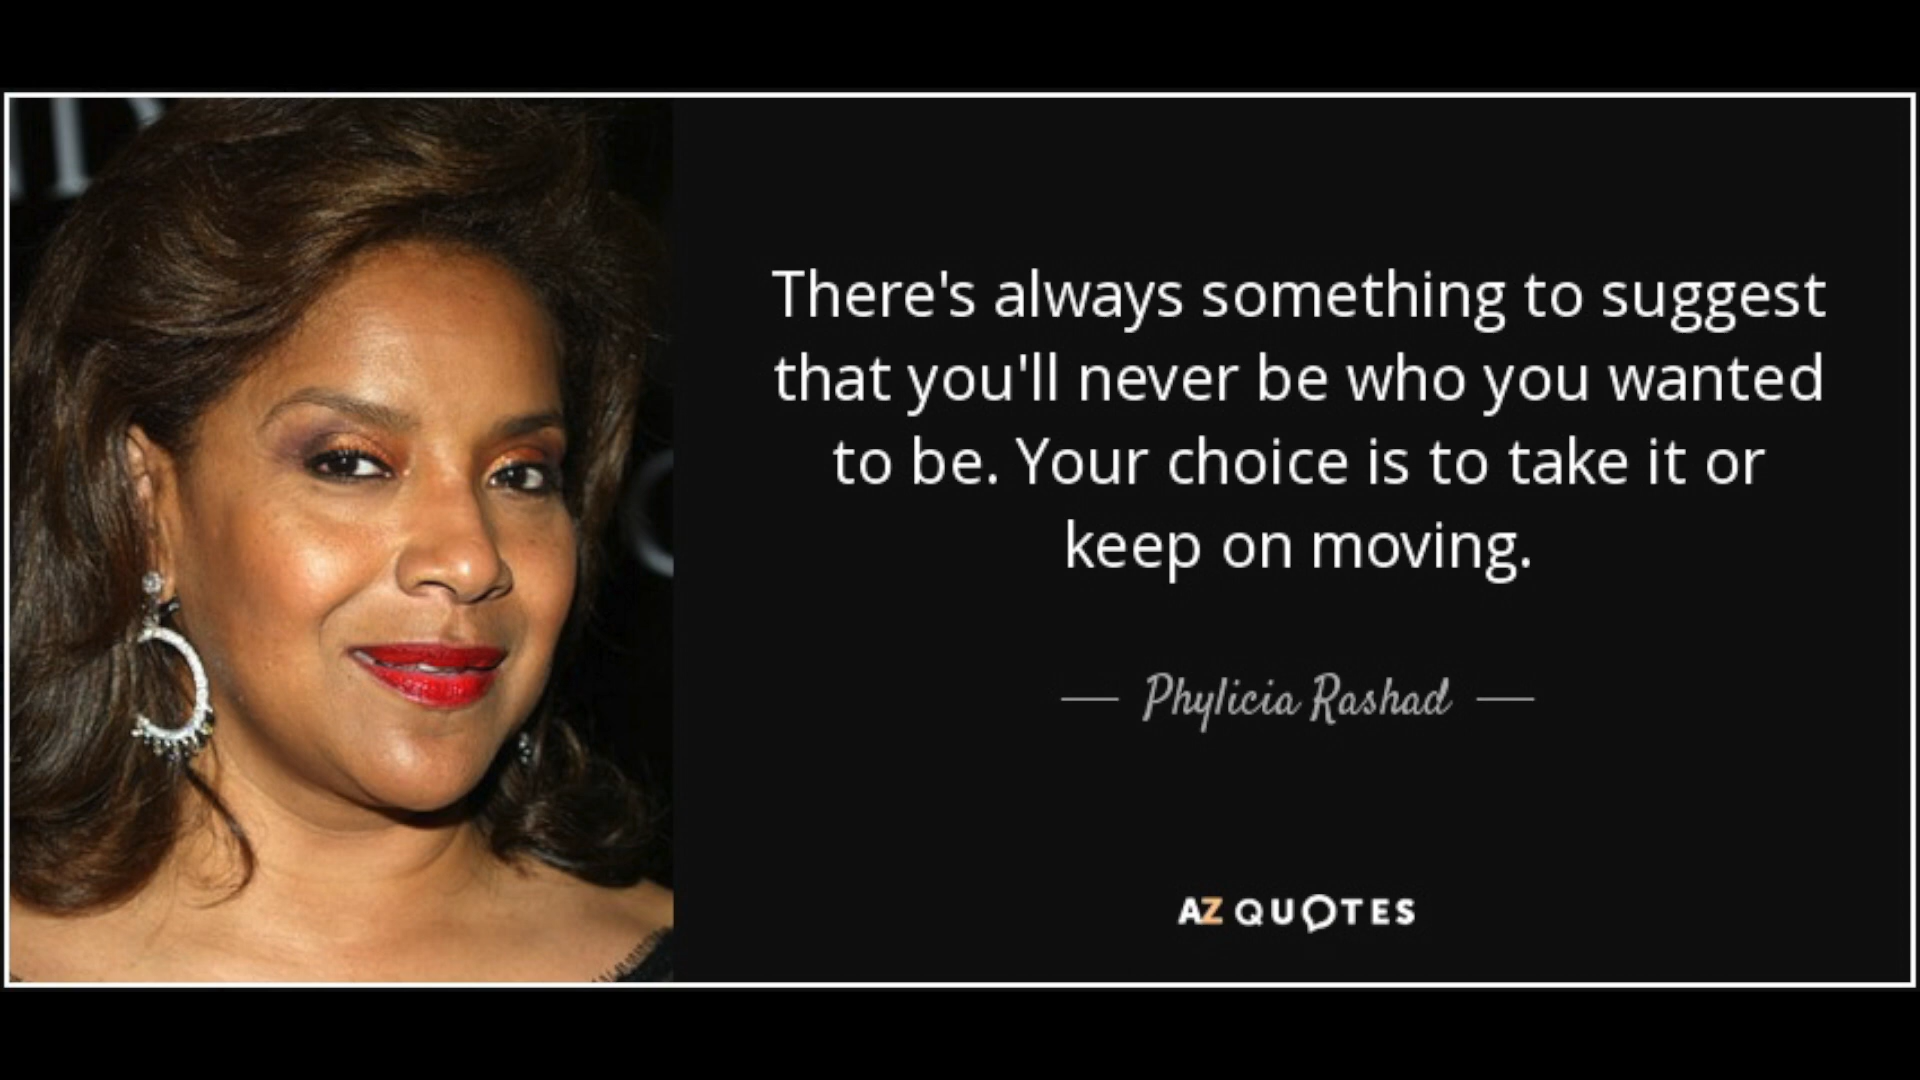 There's always something to suggest
that you'll never be who you wanted
to be. Your choice is to take it or
keep on moving.
Phylicia Rashad
AZ QUOTES